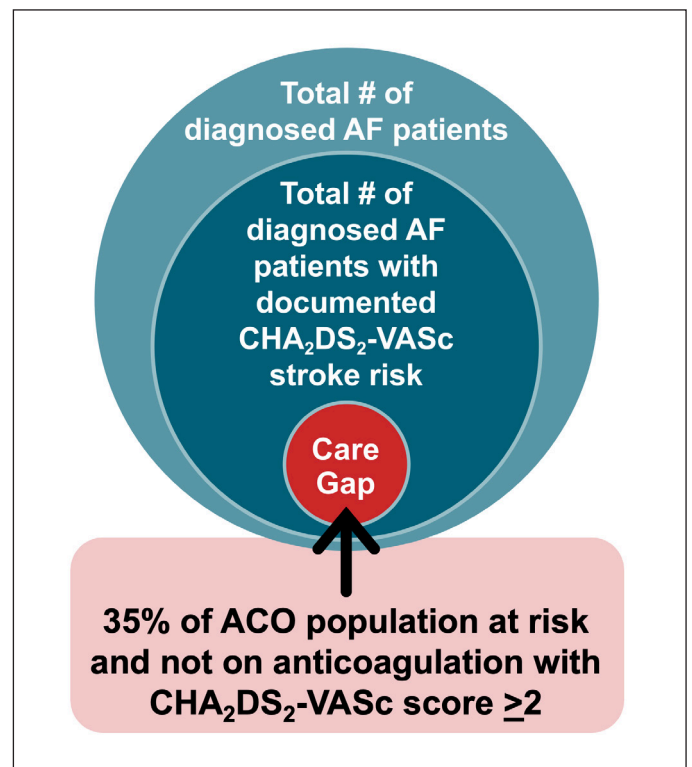 Total # of
diagnosed AF patients
Total # of
diagnosed AF
patients with
documented
CHA₂DS₂-VASc
stroke risk
Care
Gap
35% of ACO population at risk
and not on anticoagulation with
CHA₂DS₂-VASc score ≥2